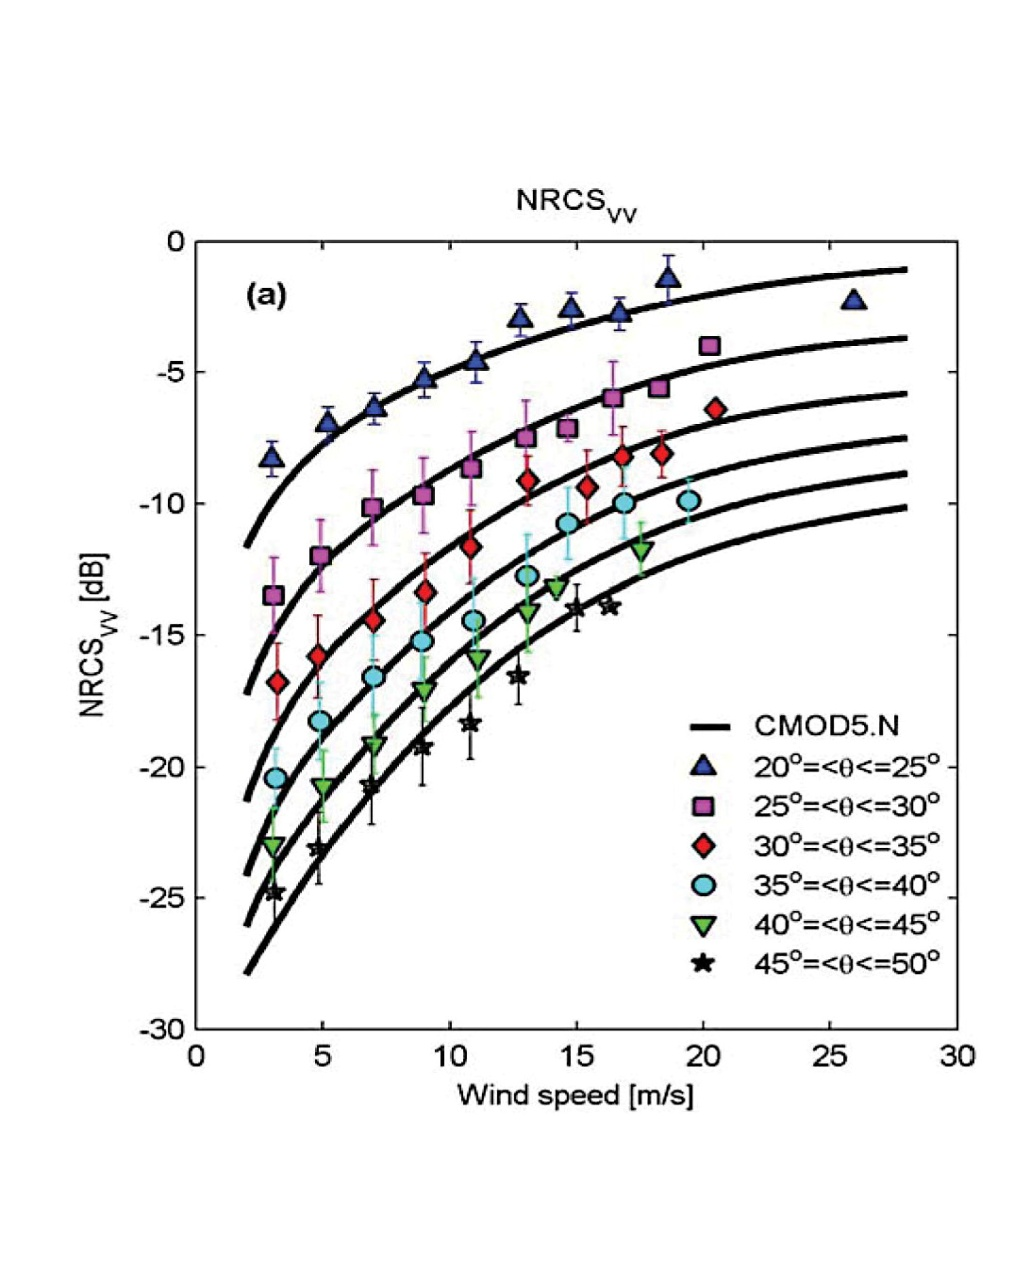 NRCS_VV
(a)
0
-5
-10
-15
-20
-25
-30
NRCS_VV [dB]
CMOD5.N
20°=<θ<=25°
25°=<θ<=30°
30°=<θ<=35°
35°=<θ<=40°
40°=<θ<=45°
45°=<θ<=50°
0 5 10 15 20 25 30
Wind speed [m/s]